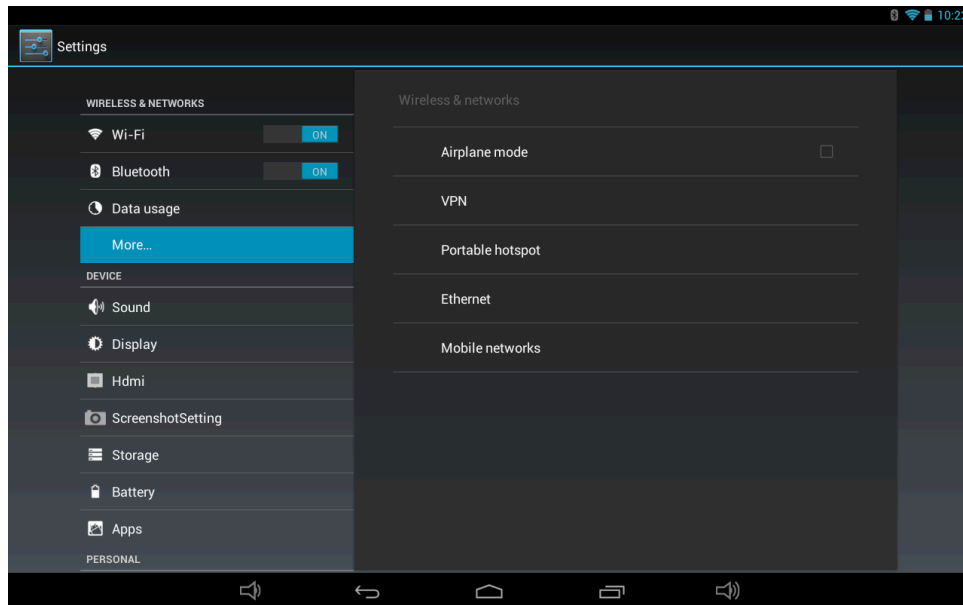 10:22
Settings
WIRELESS & NETWORKS
Wi-Fi ON
Bluetooth ON
Data usage
More...
DEVICE
Sound
Display
Hdmi
ScreenshotSetting
Storage
Battery
Apps
PERSONAL
Wireless & networks
Airplane mode
VPN
Portable hotspot
Ethernet
Mobile networks